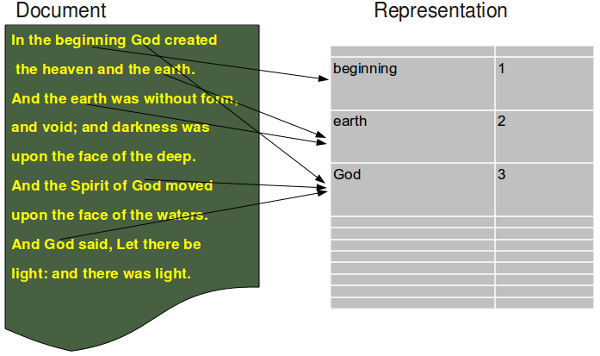 Document
Representation
In the beginning God created
the heaven and the earth.
And the earth was without form,
and void; and darkness was
upon the face of the deep.
And the Spirit of God moved
upon the face of the waters.
And God said, Let there be
light: and there was light.
beginning 1
earth 2
God 3